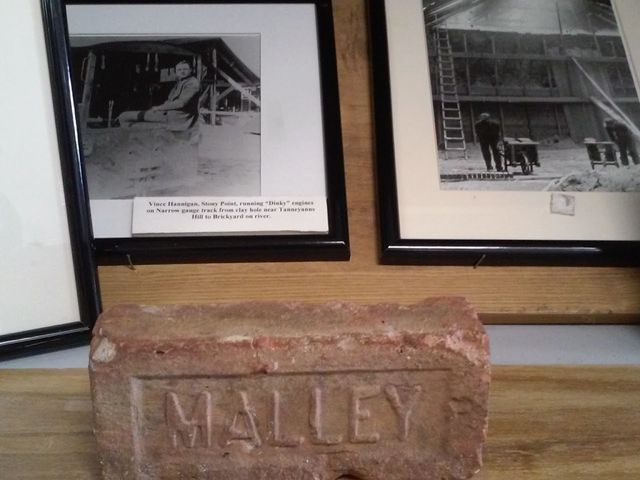 Vince Hannigan, Stony Point, running "Dinky" engines
on Narrow gauge track from clay hole near Tanneyanns
Hill to Brickyard on river.
MALLEY